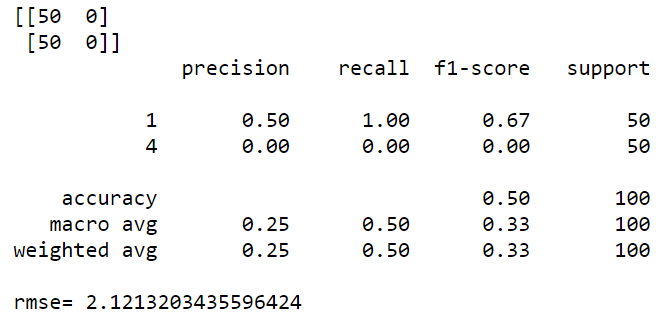 [[50  0]
 [50  0]]
              precision    recall  f1-score   support

           1       0.50      1.00      0.67        50
           4       0.00      0.00      0.00        50

    accuracy                           0.50       100
   macro avg       0.25      0.50      0.33       100
weighted avg       0.25      0.50      0.33       100

rmse= 2.1213203435596424